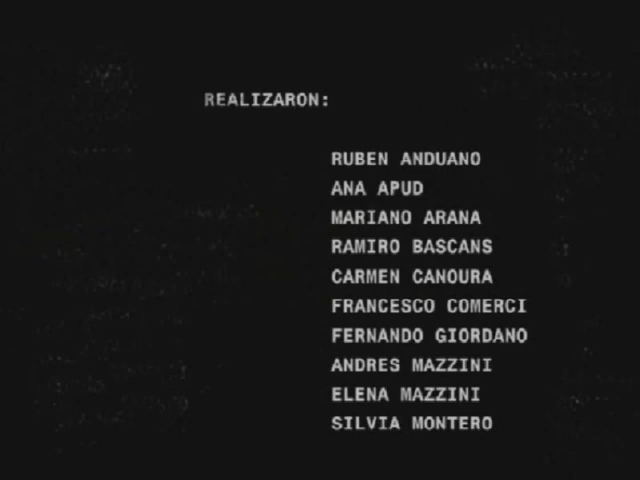 REALIZARON:
RUBEN ANDUANO
ANA APUD
MARIANO ARANA
RAMIRO BASCANS
CARMEN CANOURA
FRANCESCO COMERCI
FERNANDO GIORDANO
ANDRES MAZZINI
ELENA MAZZINI
SILVIA MONTERO